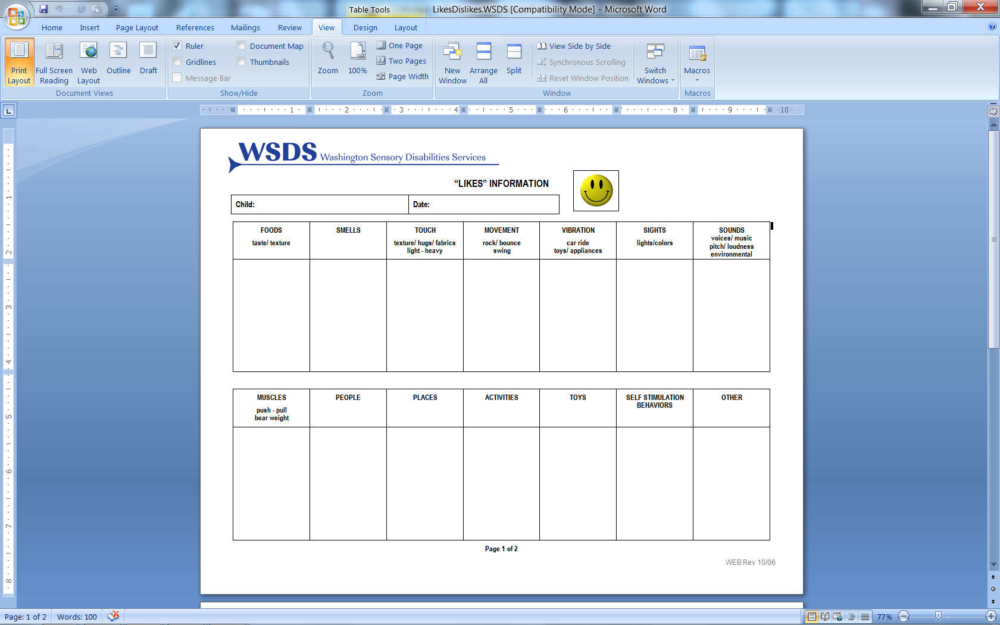 Table Tools
LikesDislikes.WSDS [Compatibility Mode] - Microsoft Word
Home Insert Page Layout References Mailings Review View Design Layout
Print Layout
Full Screen Reading
Web Layout
Outline
Draft
Document Views
Ruler
Gridlines
Message Bar
Document Map
Thumbnails
Show/Hide
Zoom
100%
One Page
Two Pages
Page Width
Zoom
New Window
Arrange All
Split
View Side by Side
Synchronous Scrolling
Reset Window Position
Switch Windows
Window
Macros
Macros
1 2 3 4 5 6 8 9 10
1
2
3
4
5
6
7
8
WSDS Washington Sensory Disabilities Services
“LIKES” INFORMATION
Child: Date:
FOODS
taste/ texture
SMELLS
TOUCH
texture/ hugs/ fabrics
light - heavy
MOVEMENT
rock/ bounce
swing
VIBRATION
car ride
toys/ appliances
SIGHTS
lights/colors
SOUNDS
voices/ music
pitch/ loudness
environmental
MUSCLES
push - pull
bear weight
PEOPLE
PLACES
ACTIVITIES
TOYS
SELF STIMULATION
BEHAVIORS
OTHER
Page 1 of 2
WEB Rev 10/06
Page: 1 of 2 Words: 100 77%